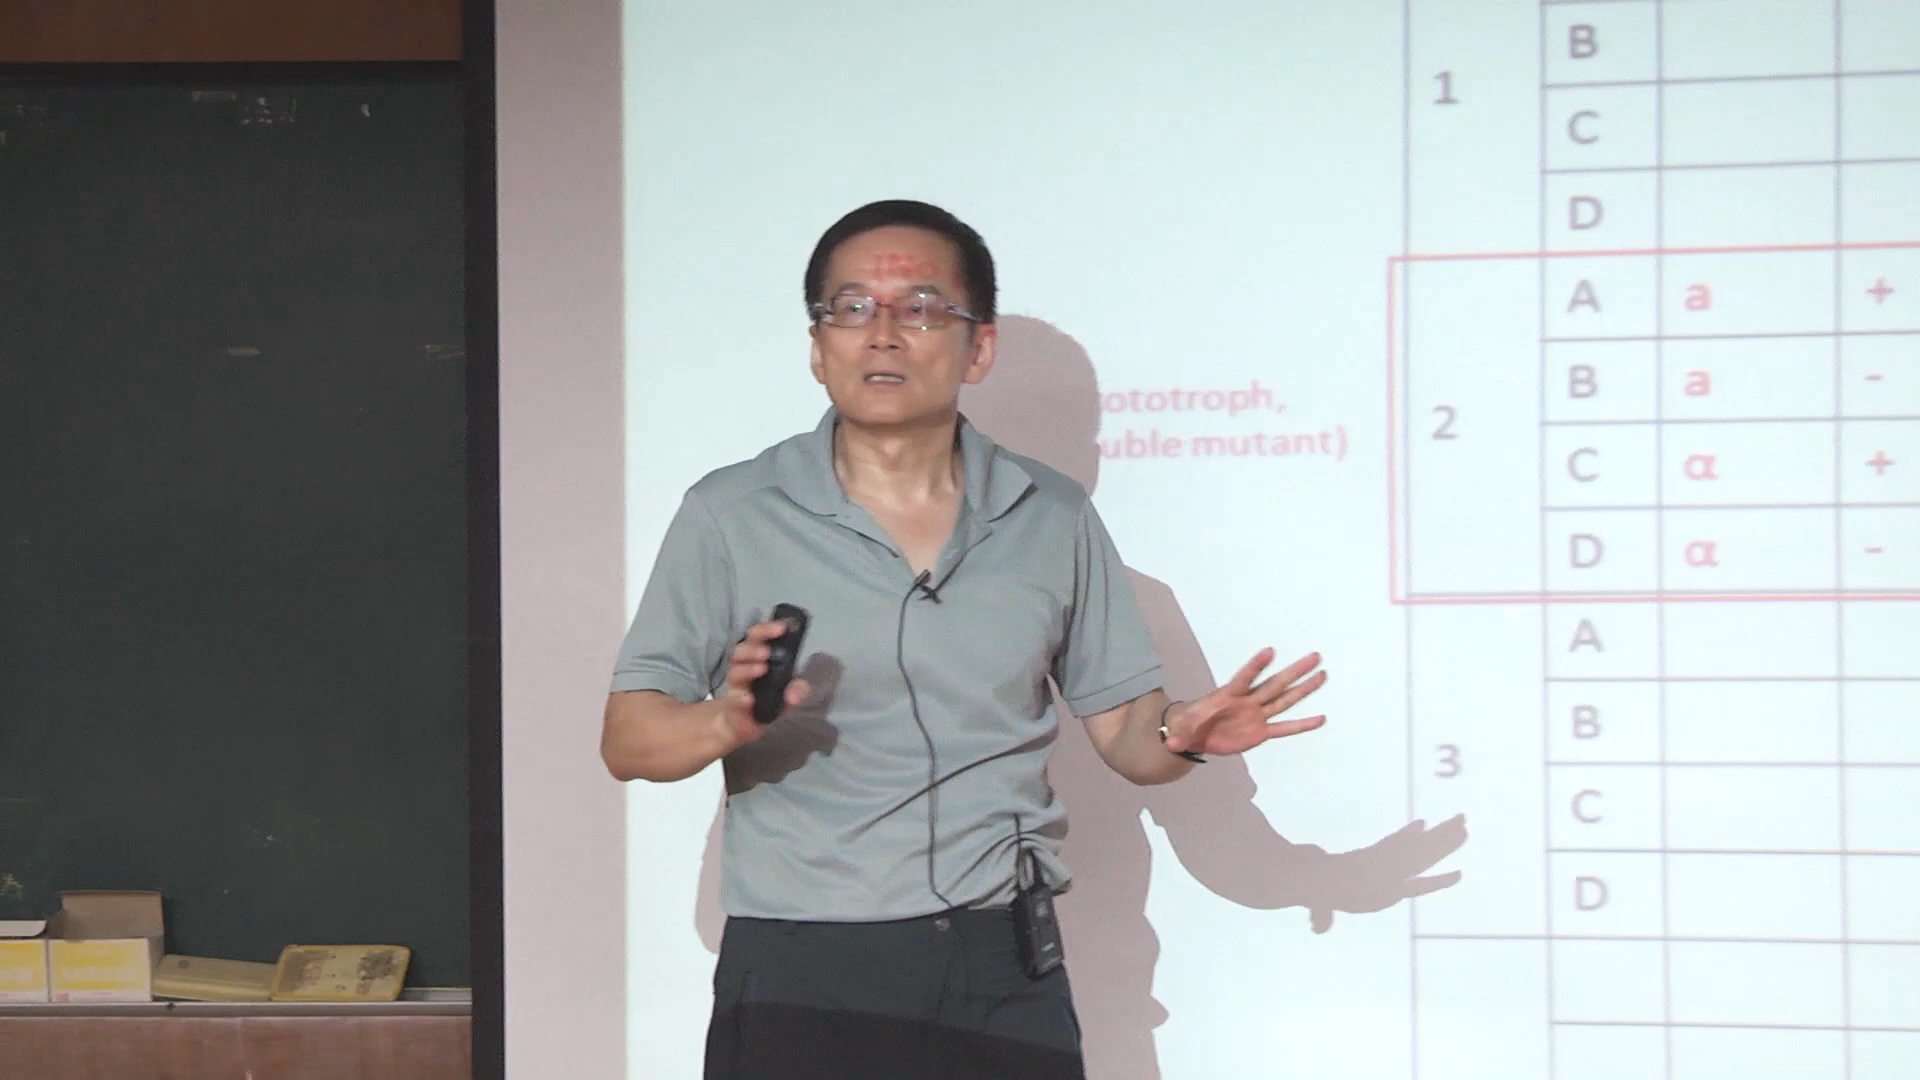 B
1
C
D
A a +
B a -
2
C α +
D α -
ototroph,
uble mutant)
A
B
3
C
D